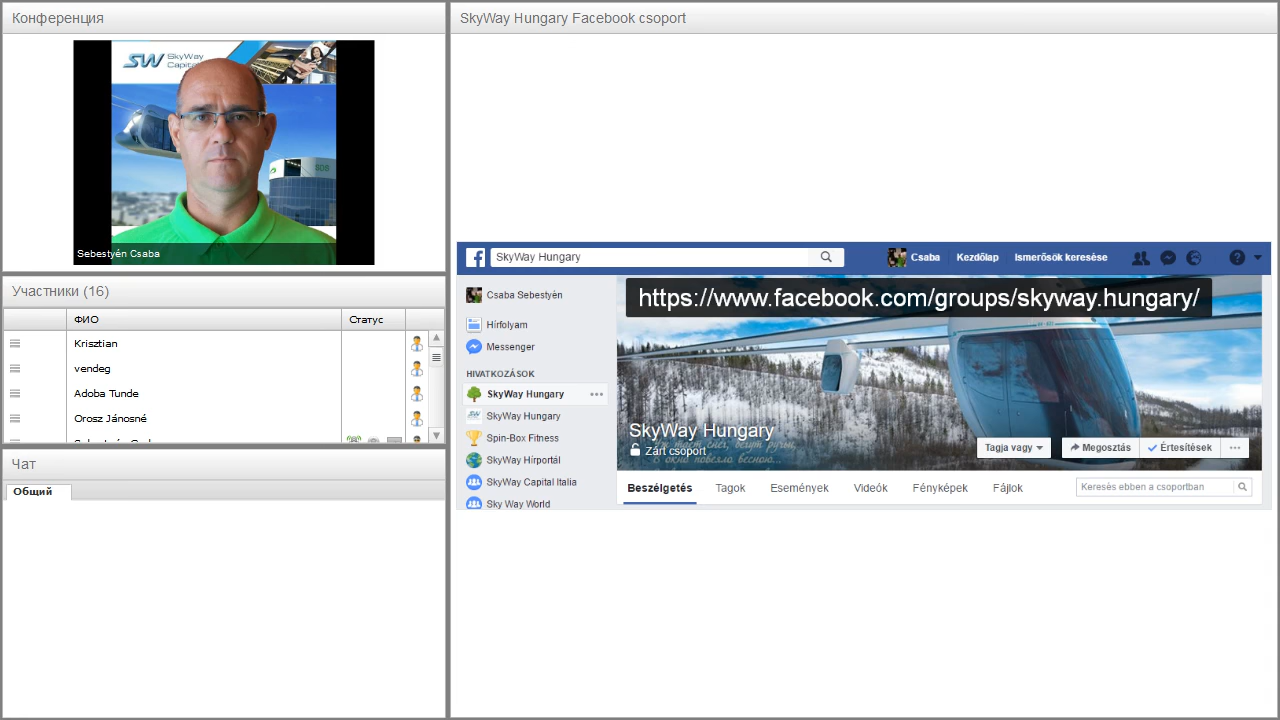 Конференция
SW SkyWay
Capital
Sebestyén Csaba
Участники (16)
ФИО Статус
Krisztian
vendeg
Adoba Tunde
Orosz Jánosné
Чат
Общий
SkyWay Hungary Facebook csoport
SkyWay Hungary
Csaba Kezdőlap Ismerősök keresése
Csaba Sebestyén
Hírfolyam
Messenger
HIVATKOZÁSOK
SkyWay Hungary
SkyWay Hungary
Spin-Box Fitness
SkyWay Hírportál
SkyWay Capital Italia
Sky Way World
https://www.facebook.com/groups/skyway.hungary/
SkyWay Hungary
Zárt csoport
Tagja vagy Megosztás Értesítések
Beszélgetés Tagok Események Videók Fényképek Fájlok
Keresés ebben a csoportban